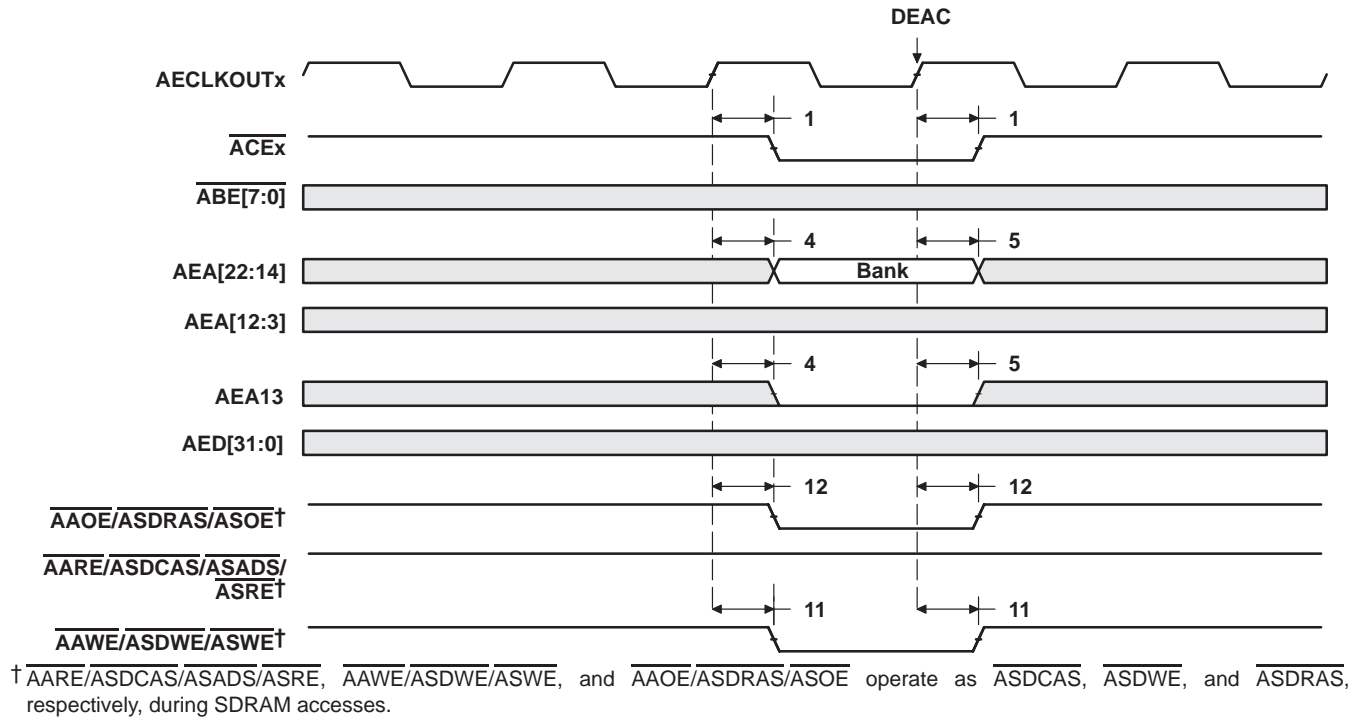 DEAC
AECLKOUTx
1 1
ACEx
ABE[7:0]
4 5
AEA[22:14] Bank
AEA[12:3]
4 5
AEA13
AED[31:0]
12 12
AAOE/ASDRAS/ASOE†
AARE/ASDCAS/ASADS/
ASRE†
11 11
AAWE/ASDWE/ASWE†
† AARE/ASDCAS/ASADS/ASRE, AAWE/ASDWE/ASWE, and AAOE/ASDRAS/ASOE operate as ASDCAS, ASDWE, and ASDRAS,
respectively, during SDRAM accesses.